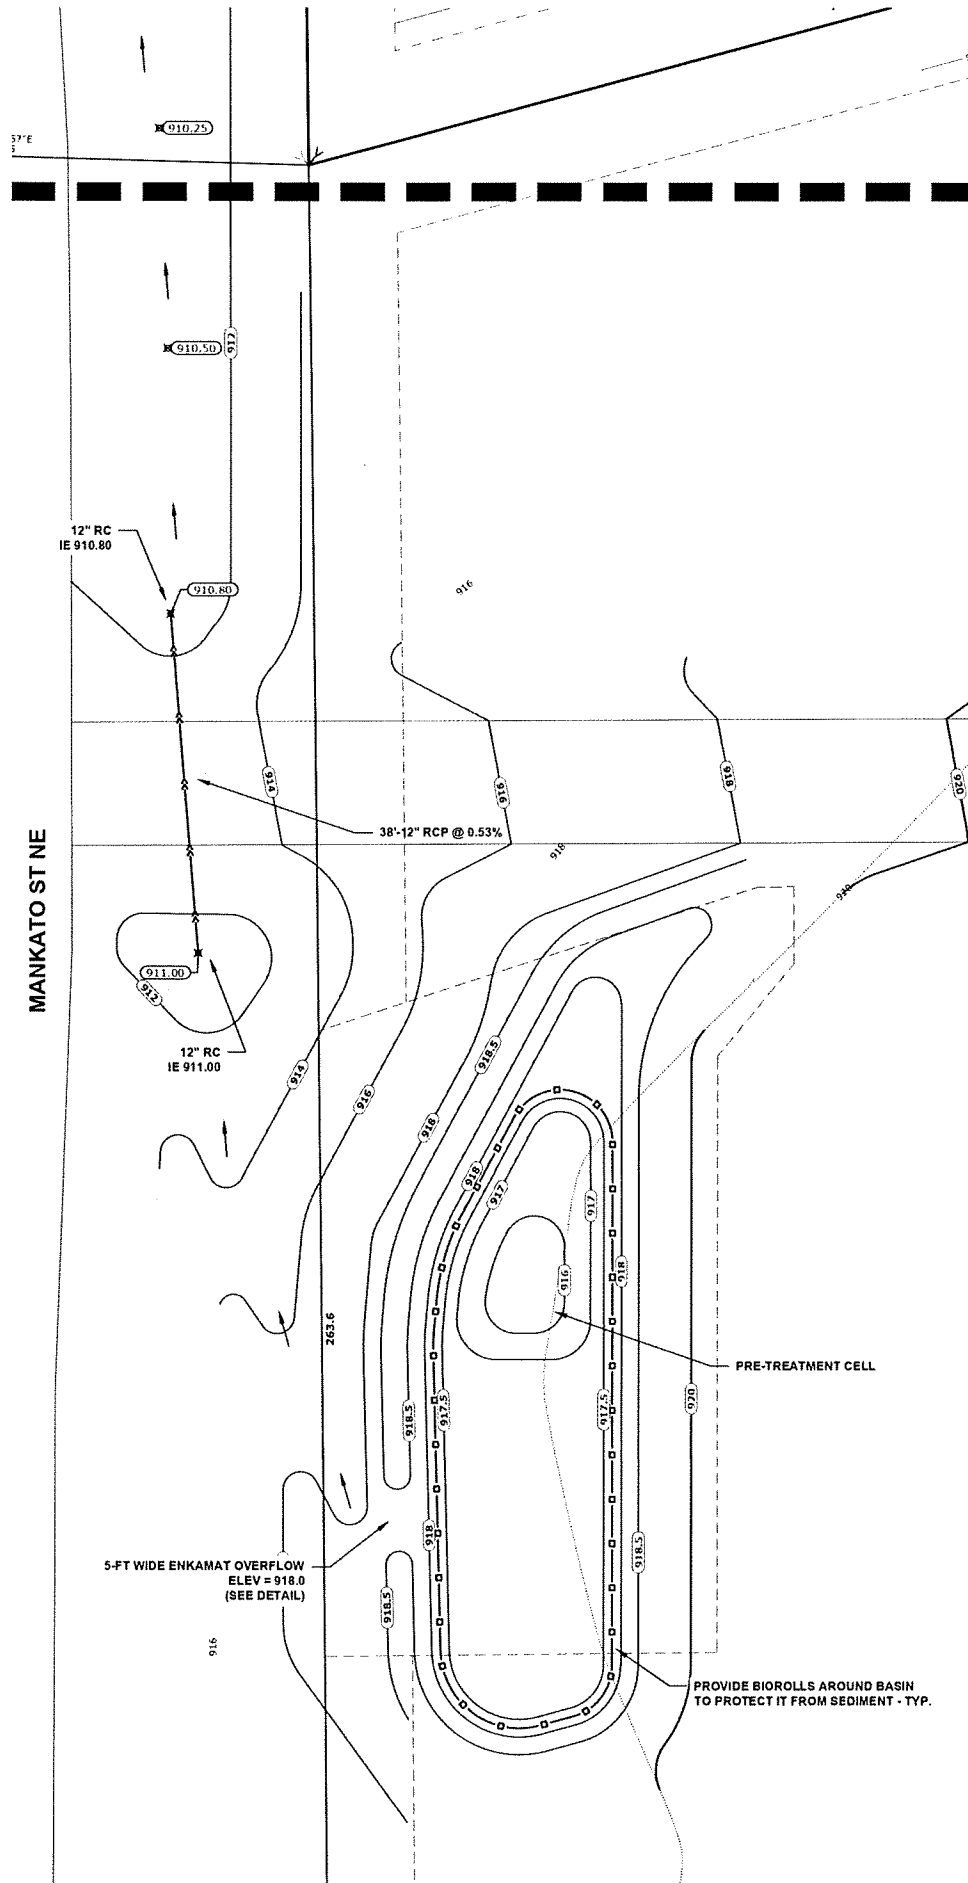 910.25
57"E
910.50
912
12" RC
IE 910.80
910.80
916
914
916
918
920
38'-12" RCP @ 0.53%
918
920
MANKATO ST NE
911.00
912
12" RC
IE 911.00
918.5
914
916
918
918
917
917
918
916
263.6
PRE-TREATMENT CELL
918.5
917.5
917.5
920
918
918.5
5-FT WIDE ENKAMAT OVERFLOW
ELEV = 918.0
(SEE DETAIL)
918.5
916
PROVIDE BIOROLLS AROUND BASIN
TO PROTECT IT FROM SEDIMENT - TYP.